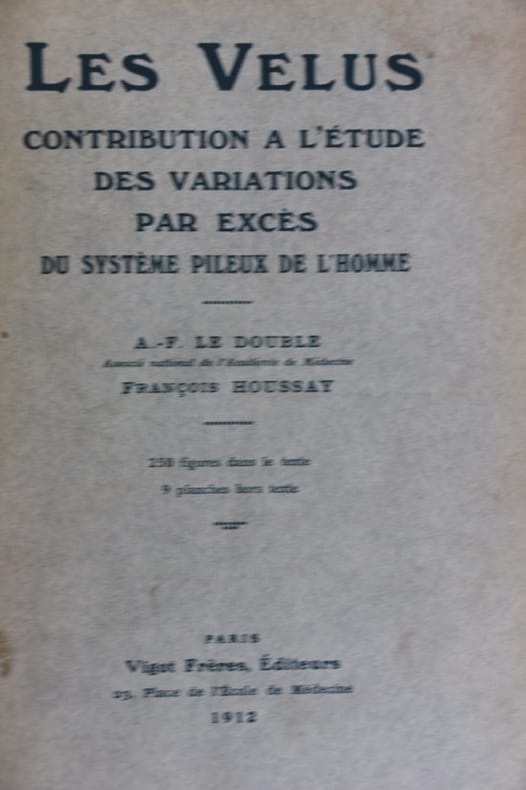 LES VELUS
CONTRIBUTION A L'ÉTUDE
DES VARIATIONS
PAR EXCÈS
DU SYSTÈME PILEUX DE L'HOMME
A.-F. LE DOUBLE
Associé national de l'Académie de Médecine
FRANÇOIS HOUSSAY
250 figures dans le texte
9 planches hors texte
PARIS
Vigot Frères, Éditeurs
23, Place de l'École de Médecine
1912